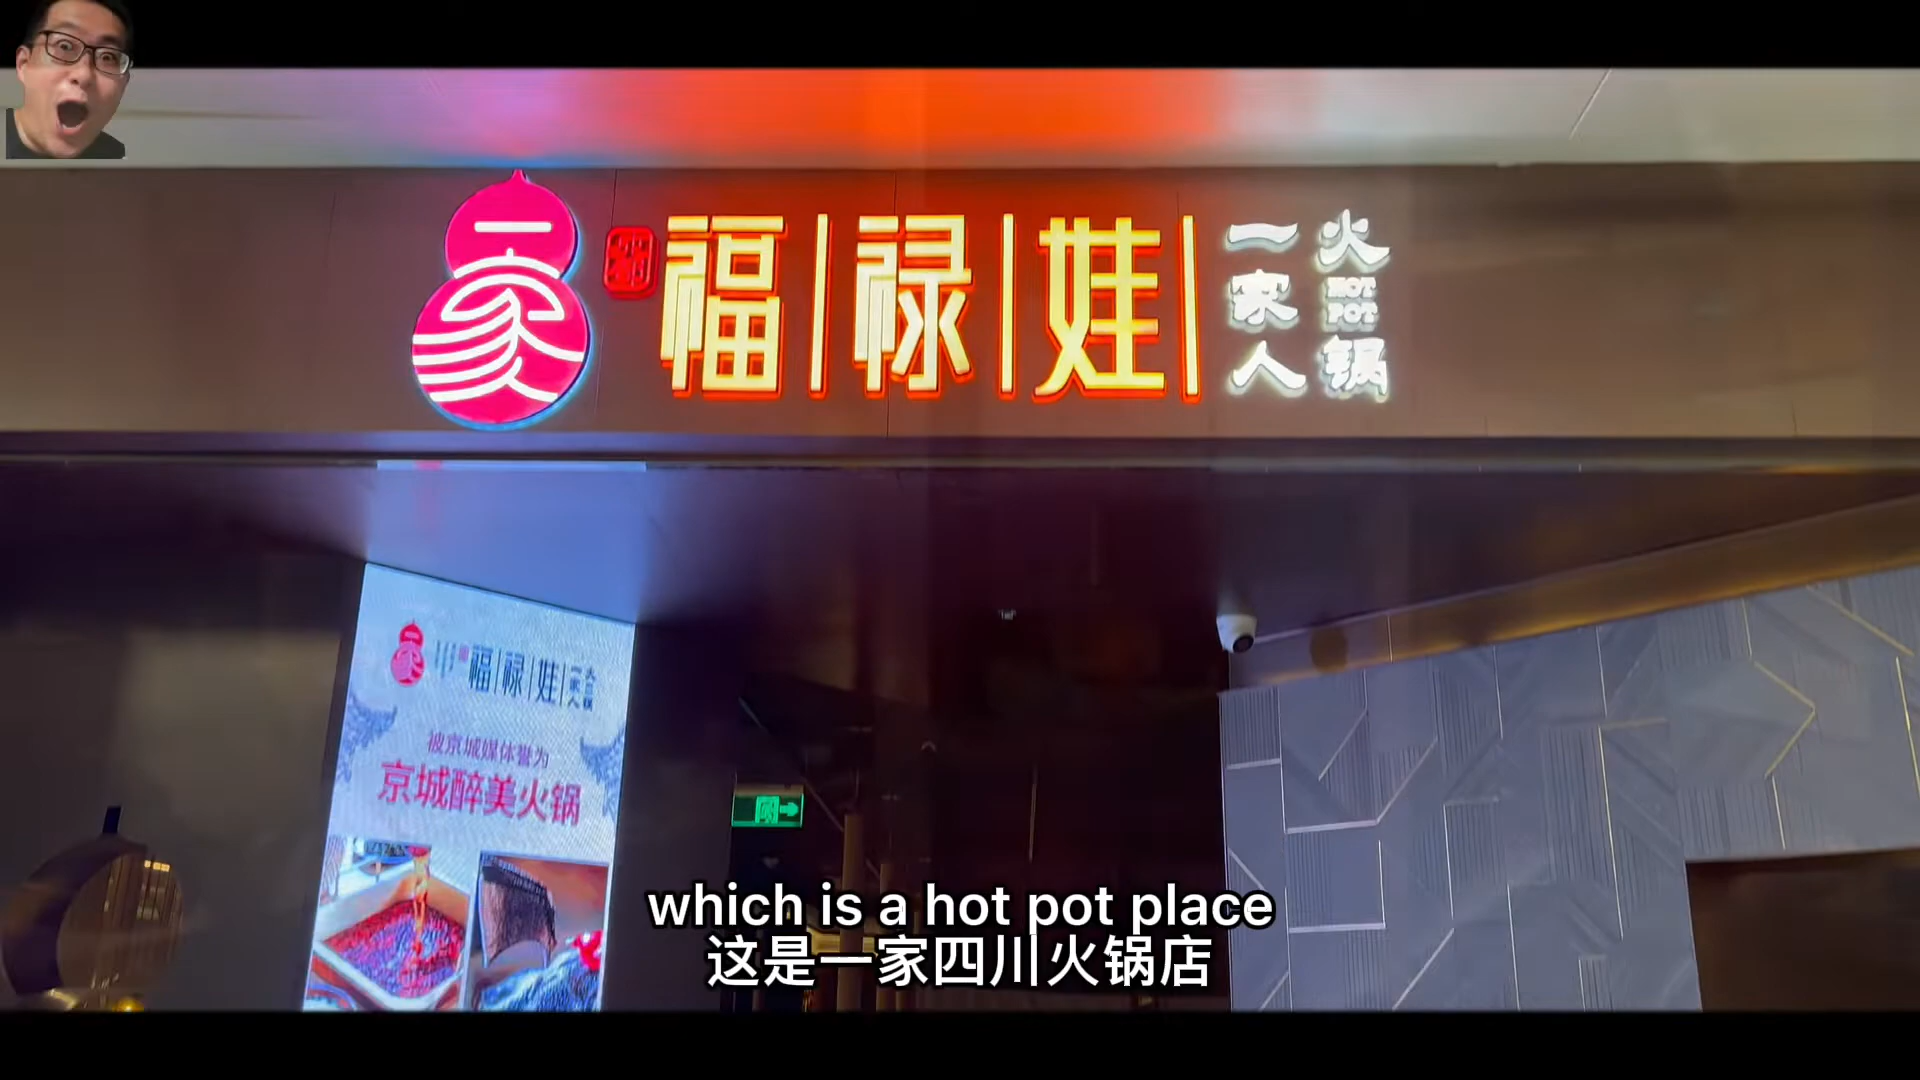 一家
福禄娃
一家人
火锅
HOT
POT
一家 福禄娃
被京城媒体誉为
京城醉美火锅
which is a hot pot place
这是一家四川火锅店